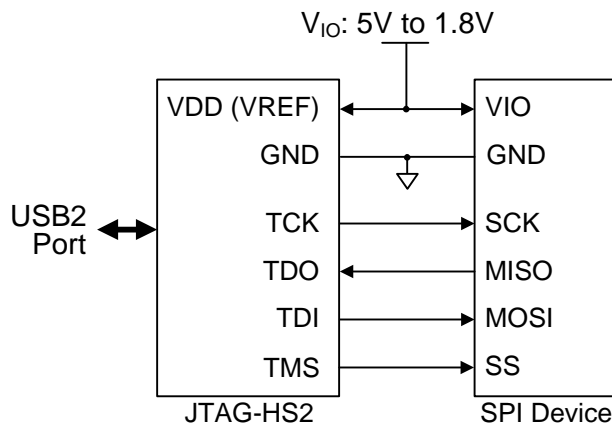 VIO: 5V to 1.8V
VDD (VREF) VIO
GND GND
USB2
Port
TCK SCK
TDO MISO
TDI MOSI
TMS SS
JTAG-HS2 SPI Device